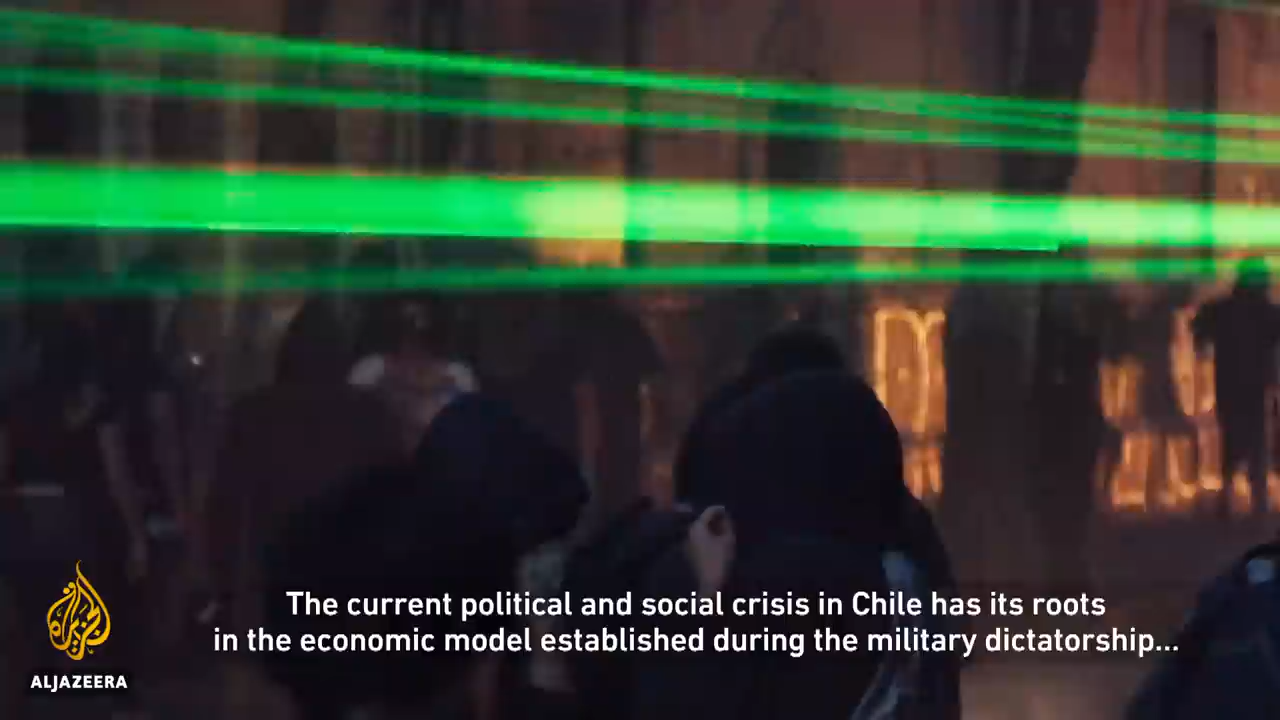 The current political and social crisis in Chile has its roots
in the economic model established during the military dictatorship...
الجزيرة
ALJAZEERA